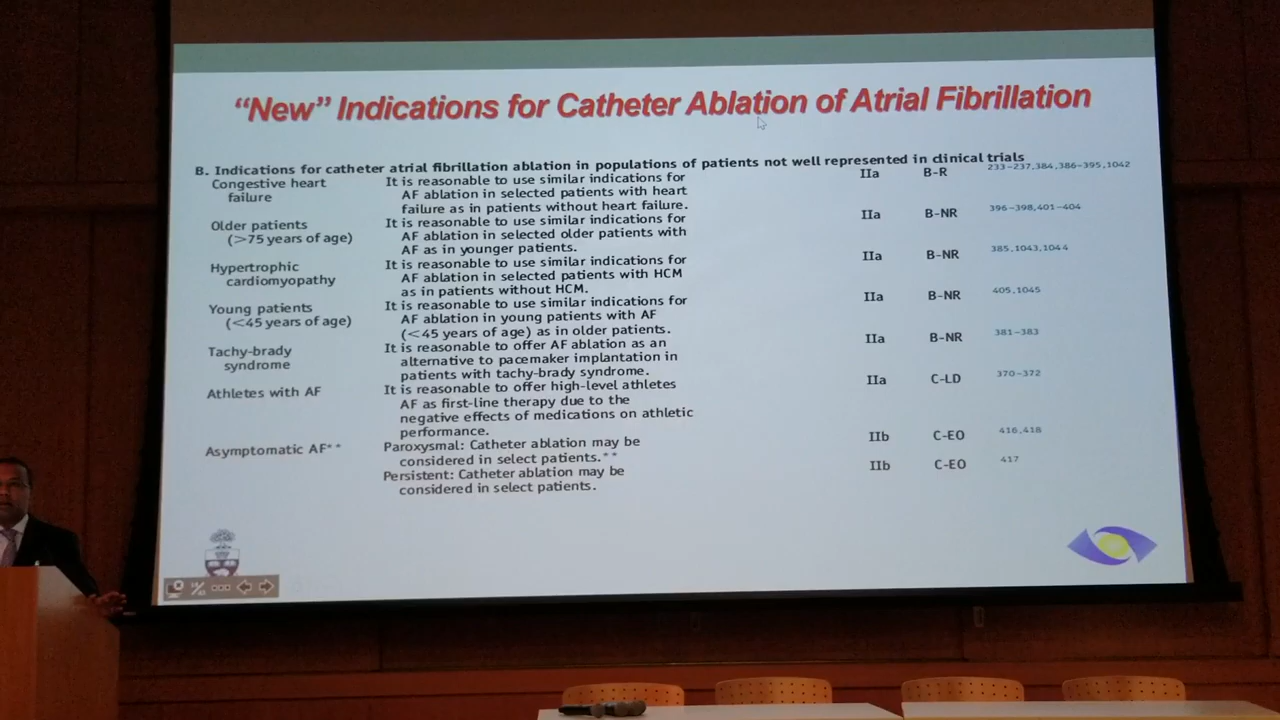 “New” Indications for Catheter Ablation of Atrial Fibrillation
B. Indications for catheter atrial fibrillation ablation in populations of patients not well represented in clinical trials
Congestive heart failure
It is reasonable to use similar indications for
AF ablation in selected patients with heart
failure as in patients without heart failure.
IIa B-R 233-237,384,386-395,1042
Older patients
(>75 years of age)
It is reasonable to use similar indications for
AF ablation in selected older patients with
AF as in younger patients.
IIa B-NR 396-398,401-404
Hypertrophic
cardiomyopathy
It is reasonable to use similar indications for
AF ablation in selected patients with HCM
as in patients without HCM.
IIa B-NR 385,1043,1044
Young patients
(<45 years of age)
It is reasonable to use similar indications for
AF ablation in young patients with AF
(<45 years of age) as in older patients.
IIa B-NR 405,1045
Tachy-brady
syndrome
It is reasonable to offer AF ablation as an
alternative to pacemaker implantation in
patients with tachy-brady syndrome.
IIa B-NR 381-383
Athletes with AF
It is reasonable to offer high-level athletes
AF as first-line therapy due to the
negative effects of medications on athletic
performance.
IIa C-LD 370-372
Asymptomatic AF**
Paroxysmal: Catheter ablation may be
considered in select patients.**
IIb C-EO 416,418
Persistent: Catheter ablation may be
considered in select patients.
IIb C-EO 417